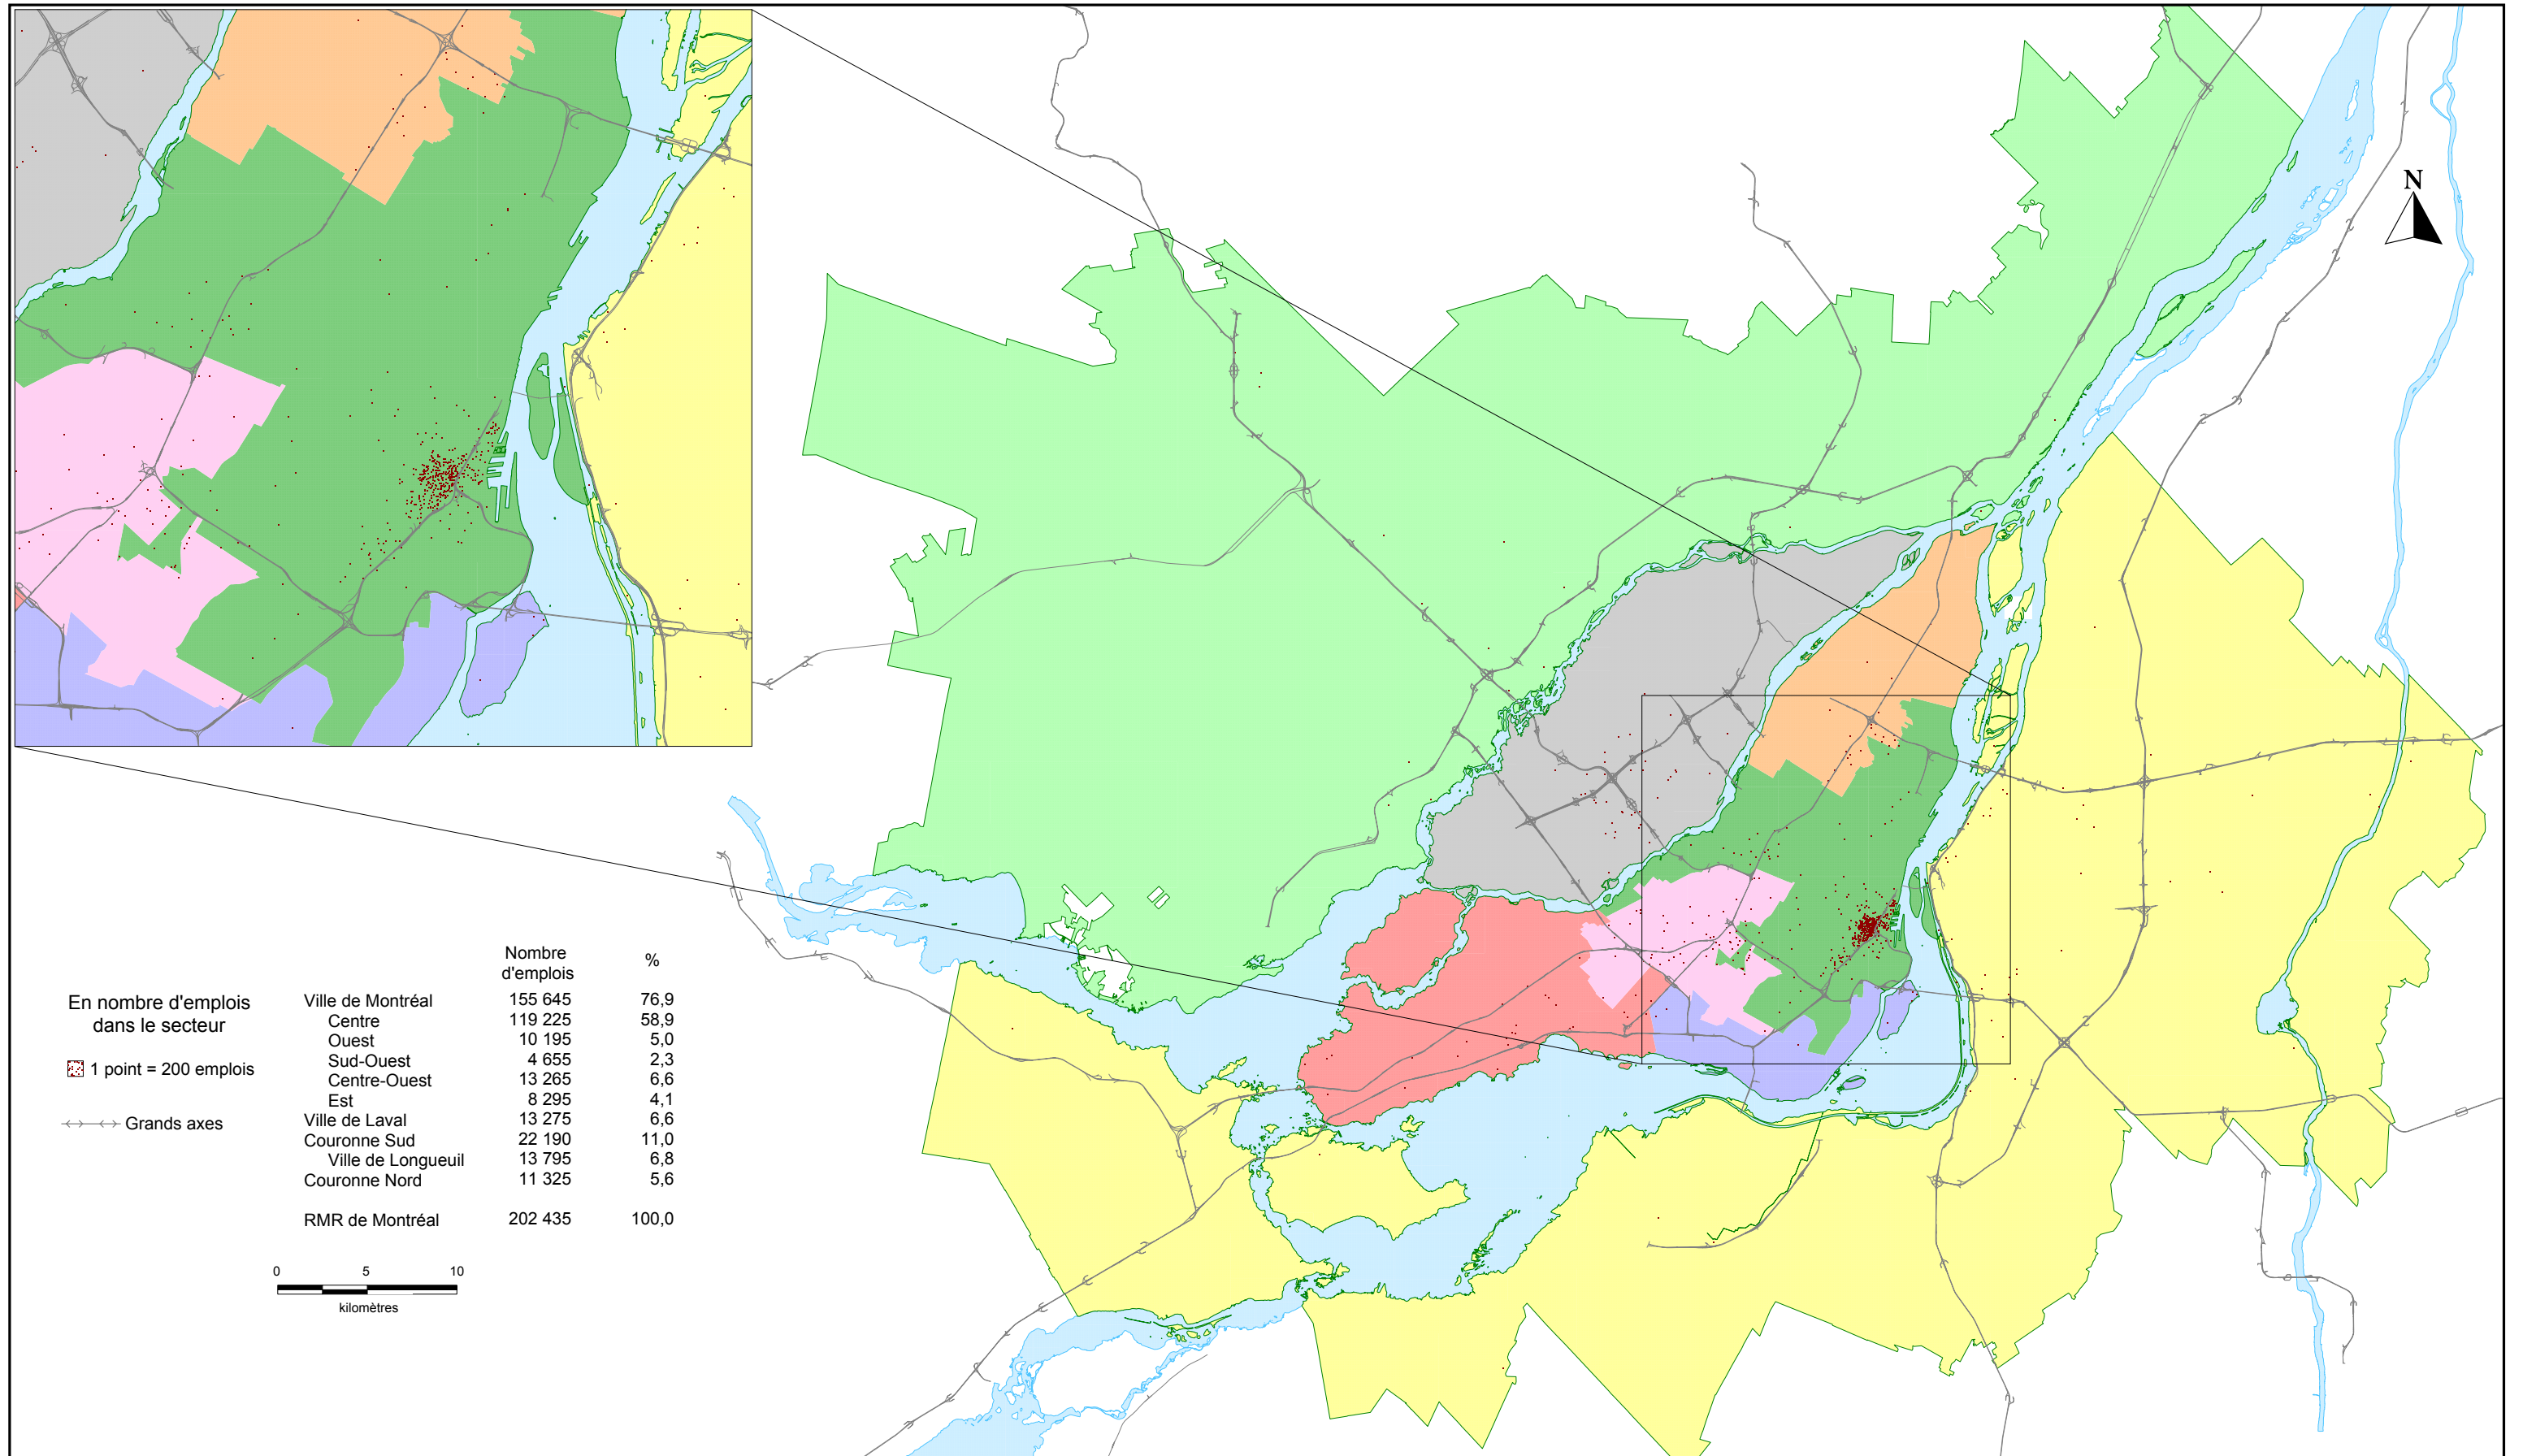 N
Nombre
d'emplois %
En nombre d'emplois
dans le secteur
1 point = 200 emplois
Grands axes
Ville de Montréal 155 645 76,9
Centre 119 225 58,9
Ouest 10 195 5,0
Sud-Ouest 4 655 2,3
Centre-Ouest 13 265 6,6
Est 8 295 4,1
Ville de Laval 13 275 6,6
Couronne Sud 22 190 11,0
Ville de Longueuil 13 795 6,8
Couronne Nord 11 325 5,6
RMR de Montréal 202 435 100,0
0 5 10
kilomètres